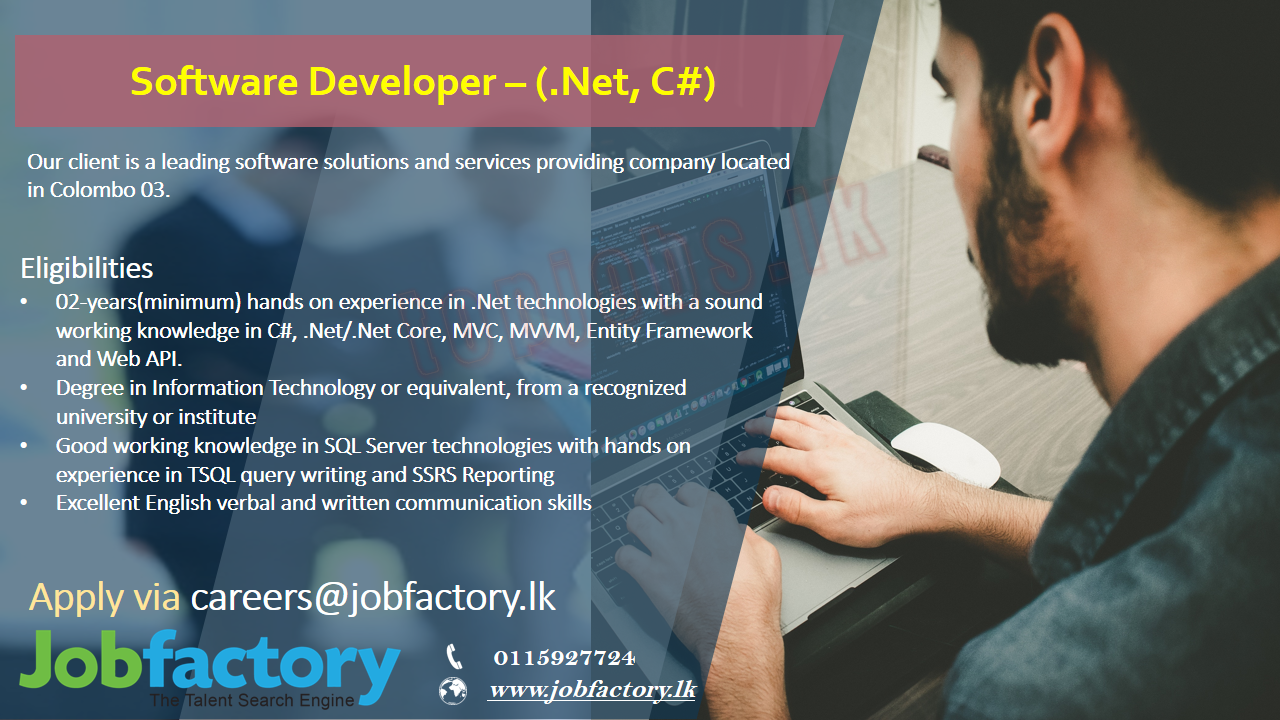 Software Developer – (.Net, C#)
Our client is a leading software solutions and services providing company located
in Colombo 03.
Eligibilities
• 02-years(minimum) hands on experience in .Net technologies with a sound
working knowledge in C#, .Net/.Net Core, MVC, MVVM, Entity Framework
and Web API.
• Degree in Information Technology or equivalent, from a recognized
university or institute
• Good working knowledge in SQL Server technologies with hands on
experience in TSQL query writing and SSRS Reporting
• Excellent English verbal and written communication skills
Apply via careers@jobfactory.lk
Jobfactory
The Talent Search Engine
0115927724
www.jobfactory.lk